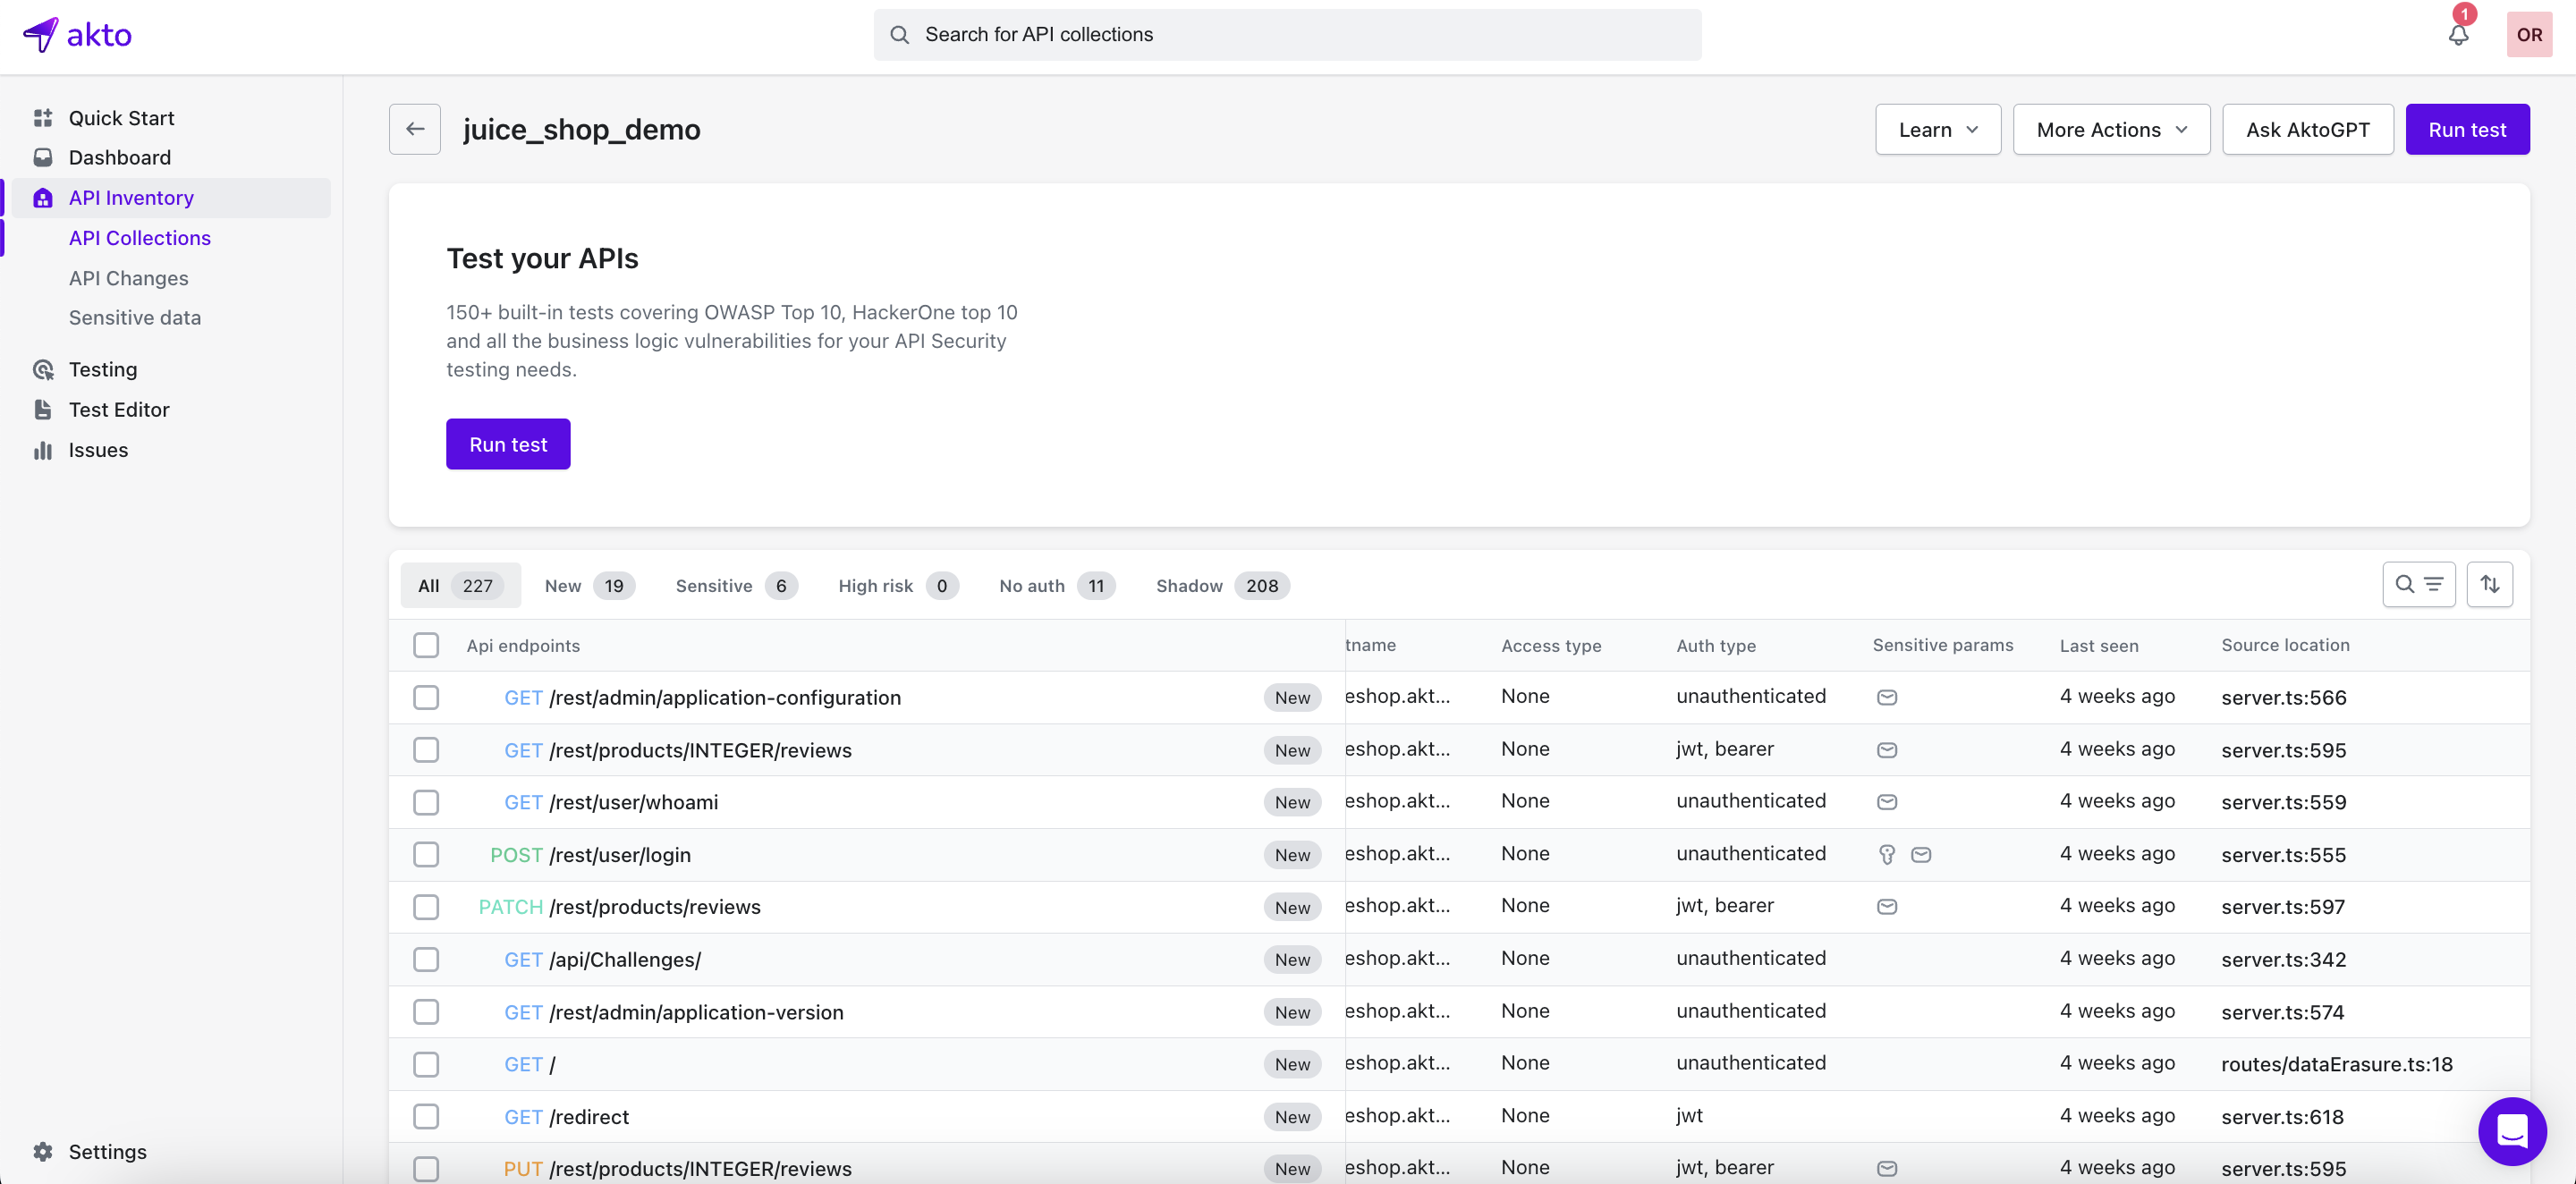 akto
Search for API collections
1
OR
Quick Start
Dashboard
API Inventory
API Collections
API Changes
Sensitive data
Testing
Test Editor
Issues
Settings
juice_shop_demo
Learn
More Actions
Ask AktoGPT
Run test
Test your APIs
150+ built-in tests covering OWASP Top 10, HackerOne top 10
and all the business logic vulnerabilities for your API Security
testing needs.
Run test
All 227 New 19 Sensitive 6 High risk 0 No auth 11 Shadow 208
Api endpoints tname Access type Auth type Sensitive params Last seen Source location
GET /rest/admin/application-configuration New eshop.akt... None unauthenticated 4 weeks ago server.ts:566
GET /rest/products/INTEGER/reviews New eshop.akt... None jwt, bearer 4 weeks ago server.ts:595
GET /rest/user/whoami New eshop.akt... None unauthenticated 4 weeks ago server.ts:559
POST /rest/user/login New eshop.akt... None unauthenticated 4 weeks ago server.ts:555
PATCH /rest/products/reviews New eshop.akt... None jwt, bearer 4 weeks ago server.ts:597
GET /api/Challenges/ New eshop.akt... None unauthenticated 4 weeks ago server.ts:342
GET /rest/admin/application-version New eshop.akt... None unauthenticated 4 weeks ago server.ts:574
GET / New eshop.akt... None unauthenticated 4 weeks ago routes/dataErasure.ts:18
GET /redirect New eshop.akt... None jwt 4 weeks ago server.ts:618
PUT /rest/products/INTEGER/reviews New eshop.akt... None jwt, bearer 4 weeks ago server.ts:595